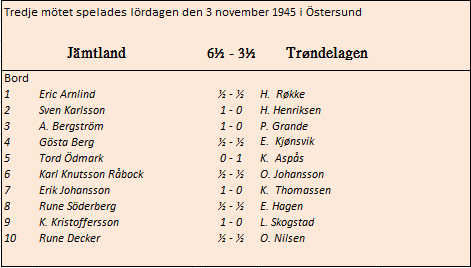 Tredje mötet spelades lördagen den 3 november 1945 i Östersund
Jämtland 6½ - 3½ Trøndelagen
Bord
1 Eric Arnlind ½ - ½ H. Røkke
2 Sven Karlsson 1 - 0 H. Henriksen
3 A. Bergström 1 - 0 P. Grande
4 Gösta Berg ½ - ½ E. Kjønsvik
5 Tord Ödmark 0 - 1 K. Aspås
6 Karl Knutsson Råbock ½ - ½ O. Johansson
7 Erik Johansson 1 - 0 K. Thomassen
8 Rune Söderberg ½ - ½ E. Hagen
9 K. Kristoffersson 1 - 0 L. Skogstad
10 Rune Decker ½ - ½ O. Nilsen